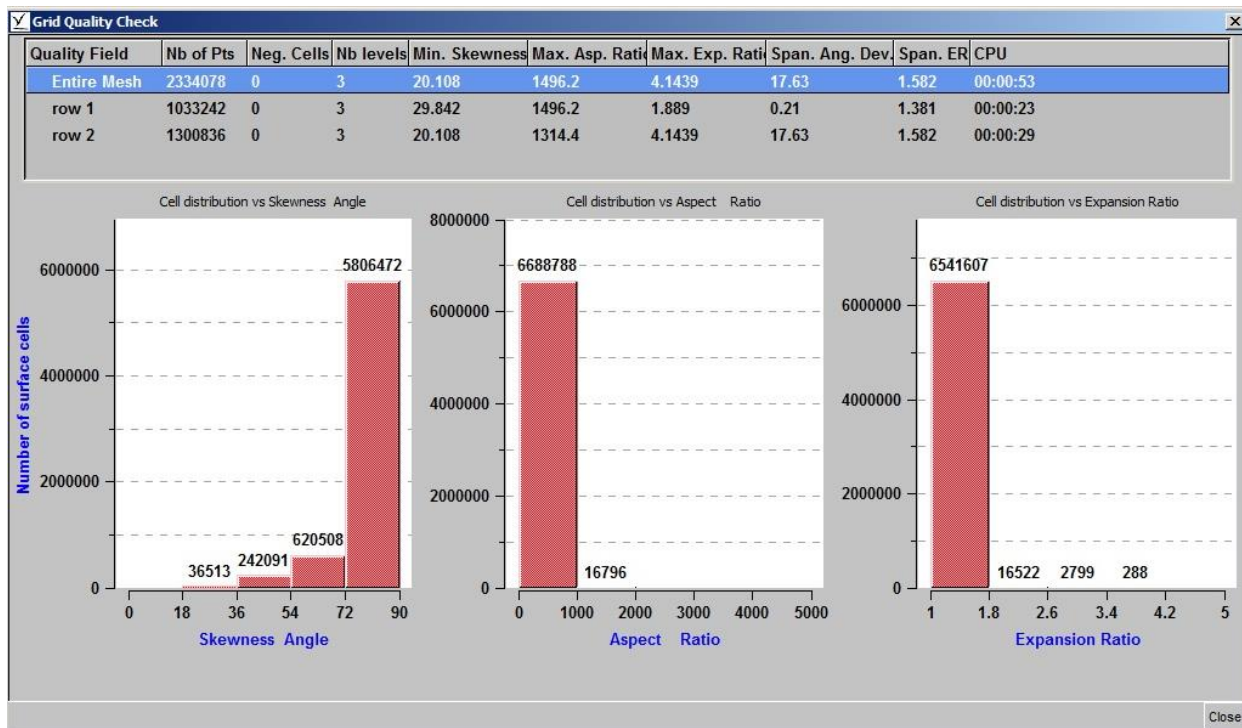 Grid Quality Check
Quality Field Nb of Pts Neg. Cells Nb levels Min. Skewness Max. Asp. Ratio Max. Exp. Rati Span. Ang. Dev. Span. ER CPU
Entire Mesh 2334078 0 3 20.108 1496.2 4.1439 17.63 1.582 00:00:53
row 1 1033242 0 3 29.842 1496.2 1.889 0.21 1.381 00:00:23
row 2 1300836 0 3 20.108 1314.4 4.1439 17.63 1.582 00:00:29
Cell distribution vs Skewness Angle
Number of surface cells
6000000
4000000
2000000
0
36513
242091
620508
5806472
0 18 36 54 72 90
Skewness Angle
Cell distribution vs Aspect Ratio
8000000
6000000
4000000
2000000
0
6688788
16796
0 1000 2000 3000 4000 5000
Aspect Ratio
Cell distribution vs Expansion Ratio
6000000
4000000
2000000
0
6541607
16522
2799
288
1 1.8 2.6 3.4 4.2 5
Expansion Ratio
Close